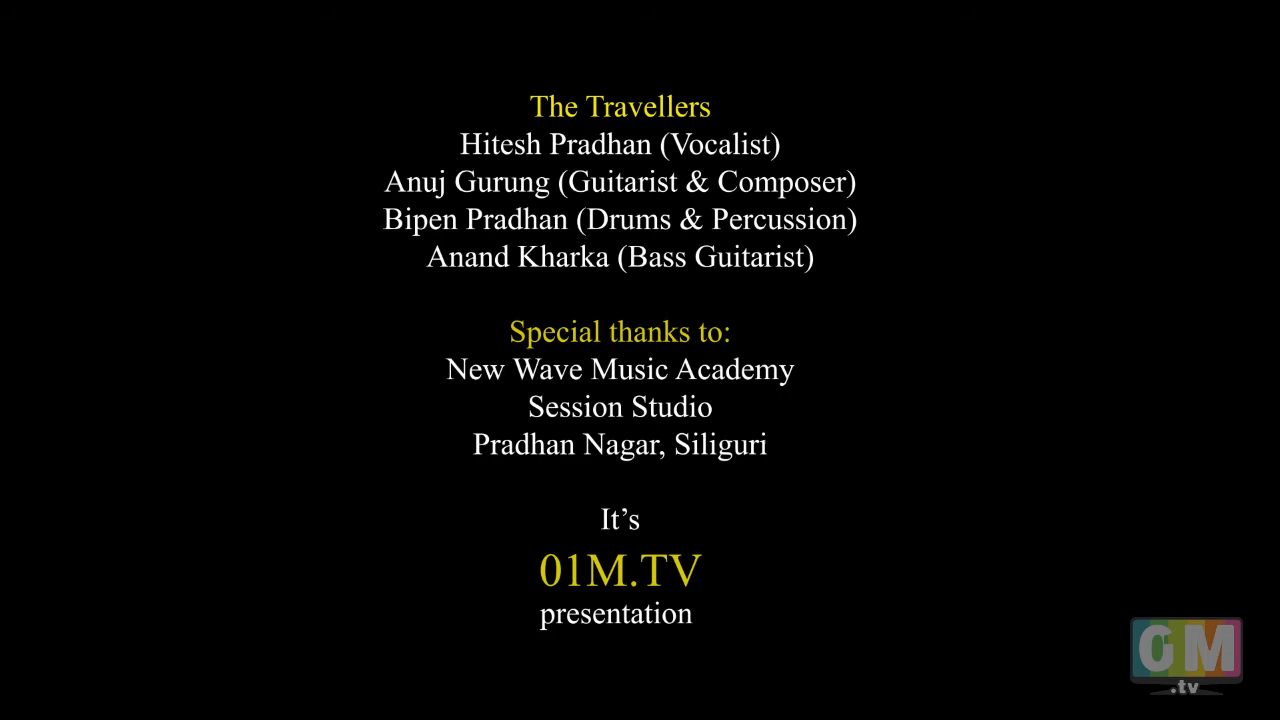 The Travellers
Hitesh Pradhan (Vocalist)
Anuj Gurung (Guitarist & Composer)
Bipen Pradhan (Drums & Percussion)
Anand Kharka (Bass Guitarist)
Special thanks to:
New Wave Music Academy
Session Studio
Pradhan Nagar, Siliguri
It’s
01M.TV
presentation
01M
.tv